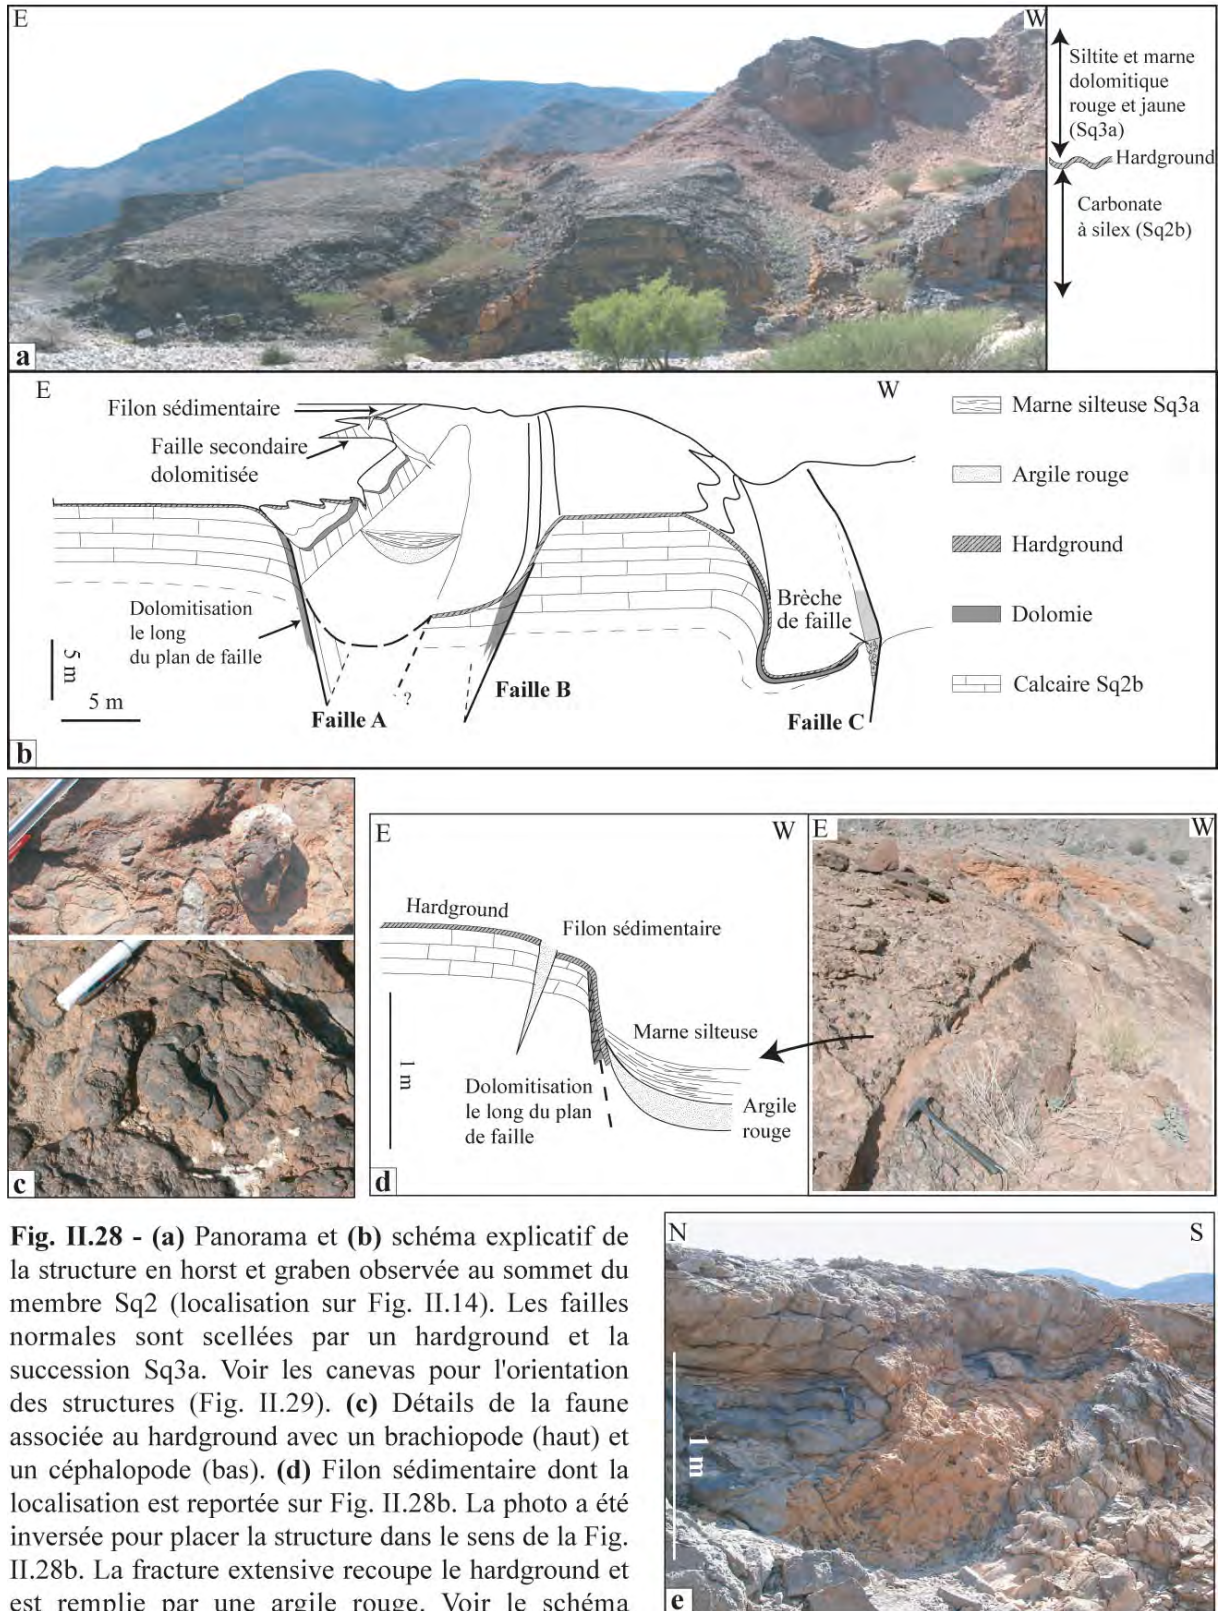 E
W
Siltite et marne
dolomitique
rouge et jaune
(Sq3a)
Hardground
Carbonate
à silex (Sq2b)
a
E
W
Filon sédimentaire
Faille secondaire
dolomitisée
Dolomitisation
le long
du plan de faille
5 m
5 m
Faille A
?
Faille B
Brèche
de faille
Faille C
Marne silteuse Sq3a
Argile rouge
Hardground
Dolomie
Calcaire Sq2b
b
c
E
W
Hardground
Filon sédimentaire
Marne silteuse
1 m
Dolomitisation
le long du plan
de faille
Argile
rouge
d
E
W
Fig. II.28 - (a) Panorama et (b) schéma explicatif de
la structure en horst et graben observée au sommet du
membre Sq2 (localisation sur Fig. II.14). Les failles
normales sont scellées par un hardground et la
succession Sq3a. Voir les canevas pour l'orientation
des structures (Fig. II.29). (c) Détails de la faune
associée au hardground avec un brachiopode (haut) et
un céphalopode (bas). (d) Filon sédimentaire dont la
localisation est reportée sur Fig. II.28b. La photo a été
inversée pour placer la structure dans le sens de la Fig.
II.28b. La fracture extensive recoupe le hardground et
est remplie par une argile rouge. Voir le schéma
N
S
1 m
e